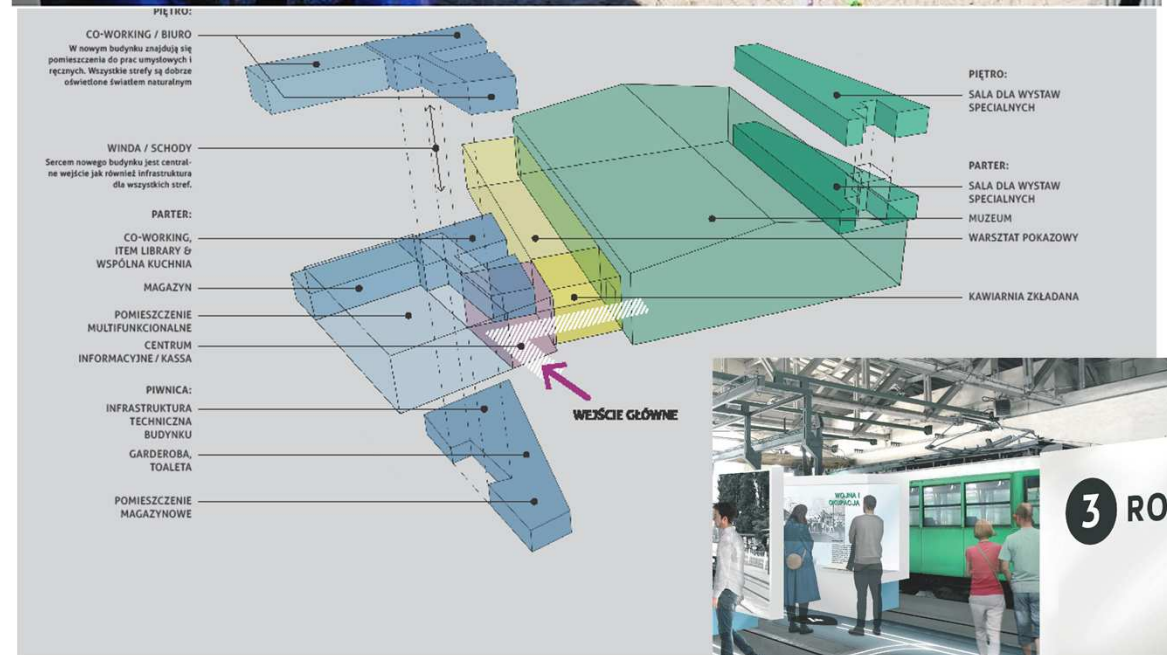 PIĘTRO:
CO-WORKING / BIURO
W nowym budynku znajdują się
pomieszczenia do prac umysłowych i
ręcznych. Wszystkie strefy są dobrze
oświetlone światłem naturalnym
WINDA / SCHODY
Sercem nowego budynku jest central-
ne wejście jak również infrastruktura
dla wszystkich stref.
PARTER:
CO-WORKING,
ITEM LIBRARY &
WSPÓLNA KUCHNIA
MAGAZYN
POMIESZCZENIE
MULTIFUNKCIONALNE
CENTRUM
INFORMACYJNE / KASSA
PIWNICA:
INFRASTRUKTURA
TECHNICZNA
BUDYNKU
GARDEROBA,
TOALETA
POMIESZCZENIE
MAGAZYNOWE
WEJŚCIE GŁÓWNE
PIĘTRO:
SALA DLA WYSTAW
SPECIALNYCH
PARTER:
SALA DLA WYSTAW
SPECIALNYCH
MUZEUM
WARSZTAT POKAZOWY
KAWIARNIA ZKŁADANA
WOJNA I
OKUPACJA
3 RO